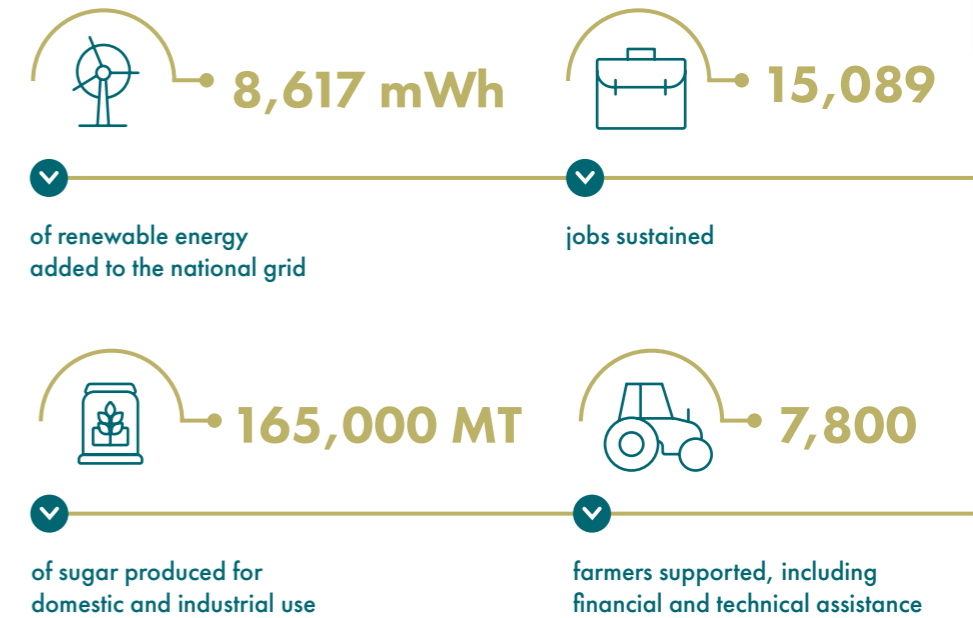 8,617 mWh
of renewable energy
added to the national grid
15,089
jobs sustained
165,000 MT
of sugar produced for
domestic and industrial use
7,800
farmers supported, including
financial and technical assistance